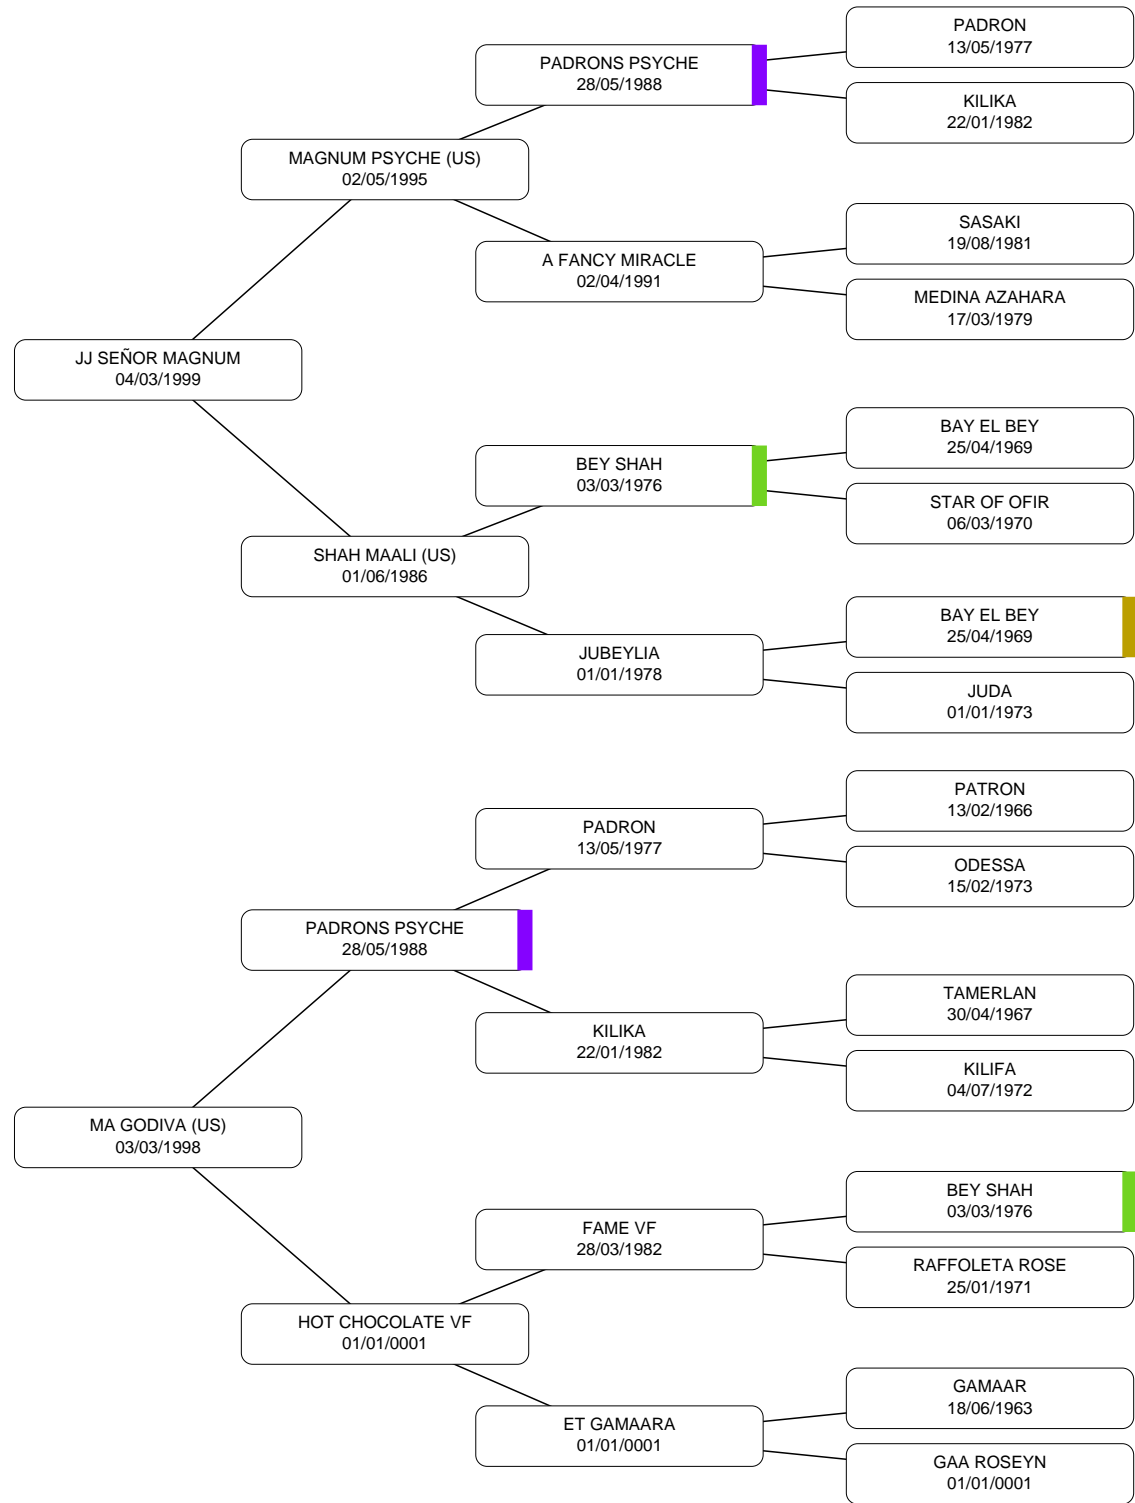 PADRON
13/05/1977
PADRONS PSYCHE
28/05/1988
KILIKA
22/01/1982
MAGNUM PSYCHE (US)
02/05/1995
SASAKI
19/08/1981
A FANCY MIRACLE
02/04/1991
MEDINA AZAHARA
17/03/1979
JJ SEÑOR MAGNUM
04/03/1999
BAY EL BEY
25/04/1969
BEY SHAH
03/03/1976
STAR OF OFIR
06/03/1970
SHAH MAALI (US)
01/06/1986
BAY EL BEY
25/04/1969
JUBEYLIA
01/01/1978
JUDA
01/01/1973
PATRON
13/02/1966
PADRON
13/05/1977
ODESSA
15/02/1973
PADRONS PSYCHE
28/05/1988
TAMERLAN
30/04/1967
KILIKA
22/01/1982
KILIFA
04/07/1972
MA GODIVA (US)
03/03/1998
BEY SHAH
03/03/1976
FAME VF
28/03/1982
RAFFOLETA ROSE
25/01/1971
HOT CHOCOLATE VF
01/01/0001
GAMAAR
18/06/1963
ET GAMAARA
01/01/0001
GAA ROSEYN
01/01/0001